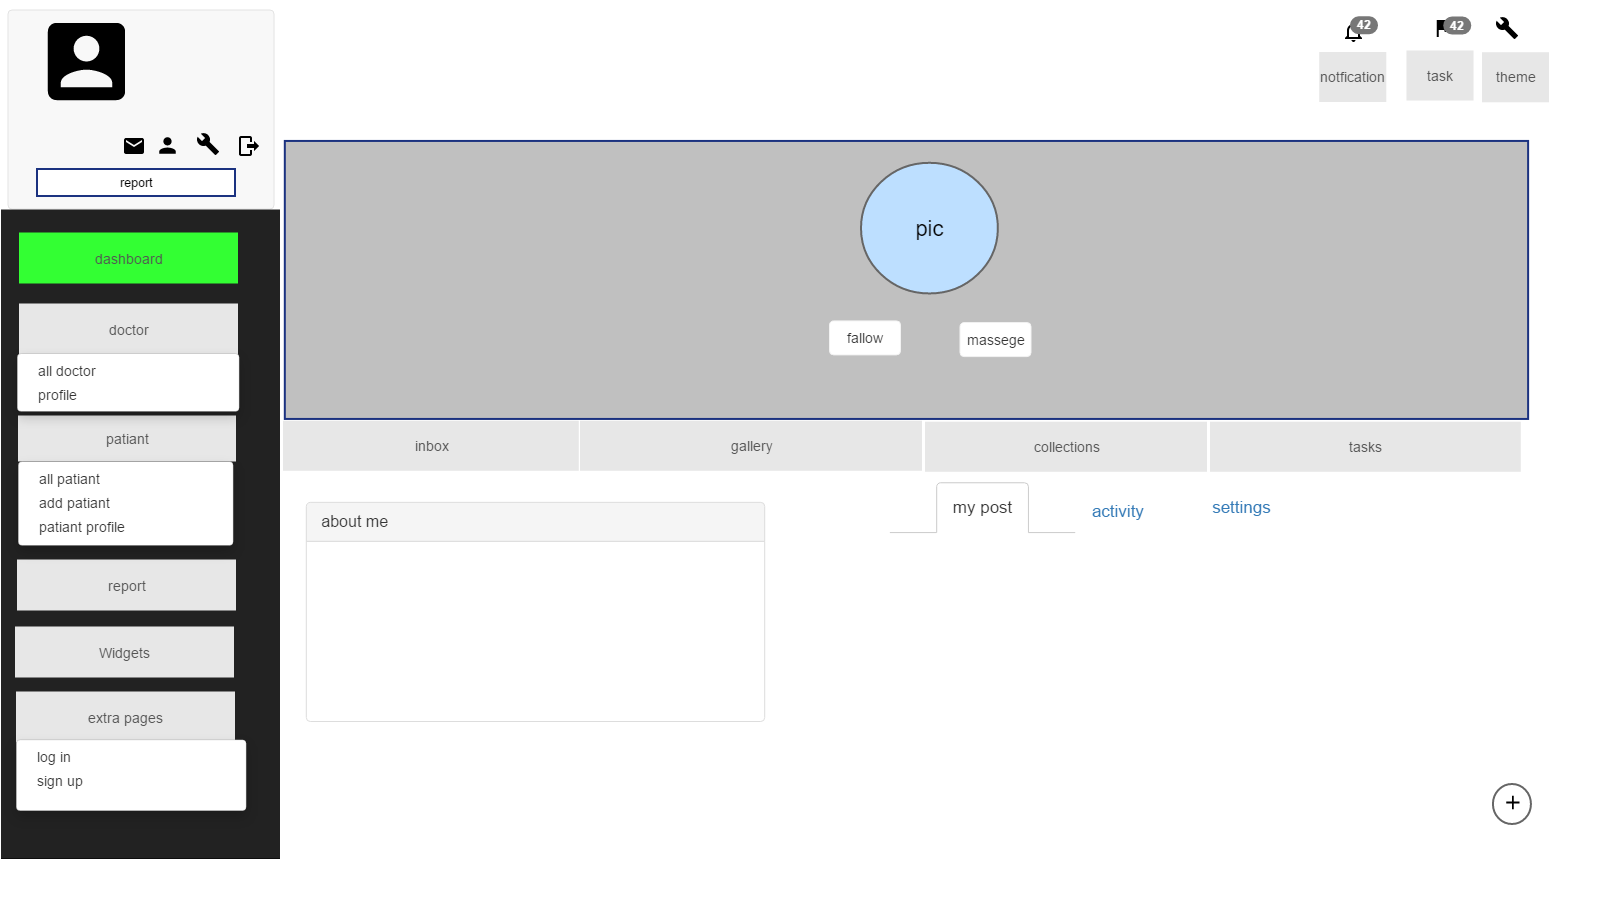 42
42
notfication
task
theme
report
dashboard
doctor
all doctor
profile
patiant
all patiant
add patiant
patiant profile
report
Widgets
extra pages
log in
sign up
pic
fallow
massege
inbox
gallery
collections
tasks
about me
my post
activity
settings
+